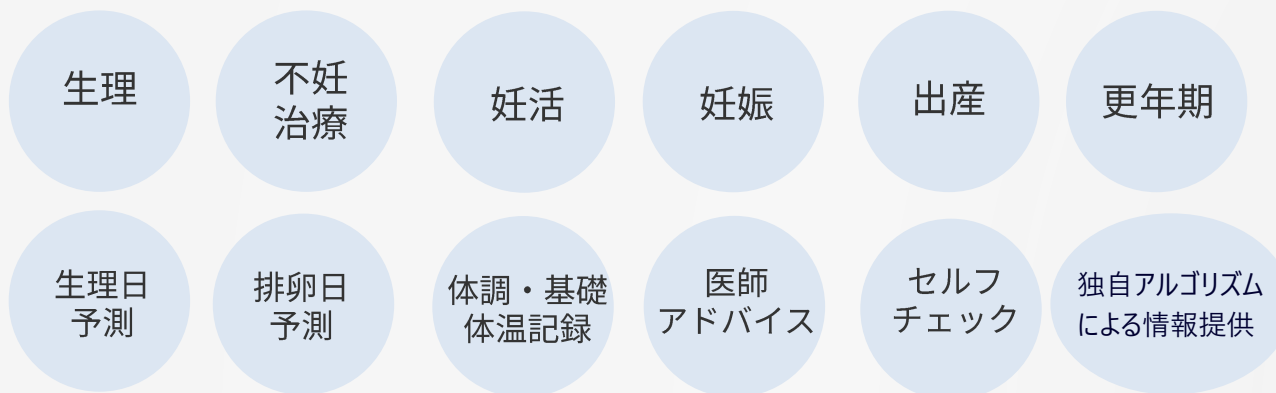 生理
不妊
治療
妊活
妊娠
出産
更年期
生理日
予測
排卵日
予測
体調・基礎
体温記録
医師
アドバイス
セルフ
チェック
独自アルゴリズム
による情報提供